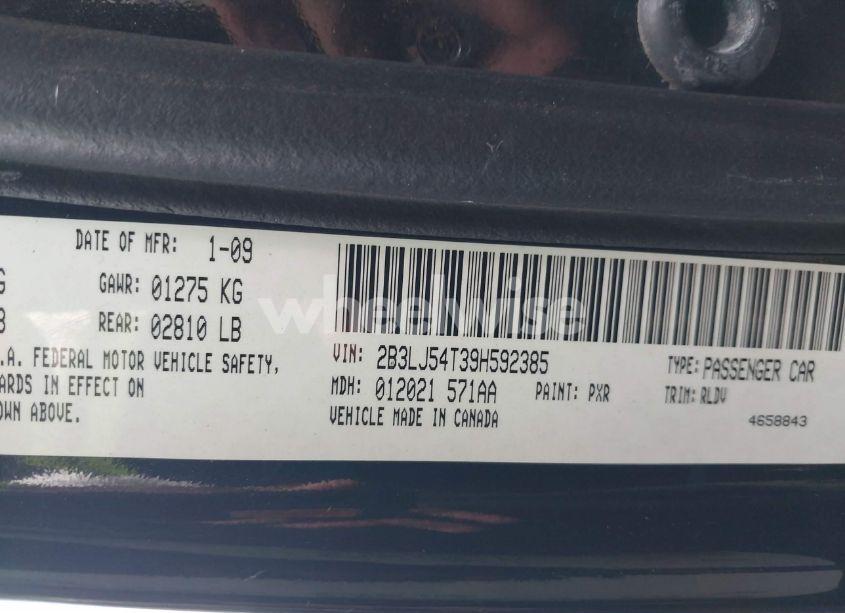 DATE OF MFR: 1-09
G GAWR: 01275 KG
B REAR: 02810 LB
.A. FEDERAL MOTOR VEHICLE SAFETY,
ARDS IN EFFECT ON
OWN ABOVE.
wheelwise
VIN: 2B3LJ54T39H592385 TYPE: PASSENGER CAR
MDH: 012021 571AA PAINT: PXR TRIM: RLDV
VEHICLE MADE IN CANADA 4658843